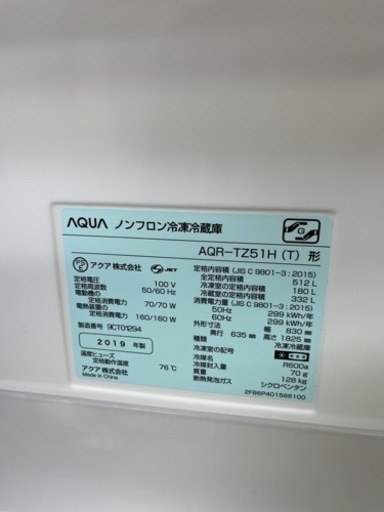 AQUA ノンフロン冷凍冷蔵庫
AQR-TZ51H (T) 形
PS E アクア株式会社 JET
定格電圧 100 V
定格周波数 50/60 Hz
電動機の
定格消費電力 70/70 W
電熱装置の
定格消費電力 160/160 W
製造番号 9CT01294
2019 年製
温度ヒューズ
定格動作温度 76℃
アクア株式会社
Made in China
定格内容積 (JIS C 9801-3:2015)
全定格内容積 512 L
冷凍室の内容積 180 L
冷蔵室の内容積 332 L
消費電力量 (JIS C 9801-3:2015)
50Hz 299 kWh/年
60Hz 299 kWh/年
外形寸法 幅 830 mm
奥行 635 mm 高さ 1825 mm
種類 冷凍冷蔵庫
冷凍室の記号
冷媒名 R600a
冷媒封入量 70 g
質量 128 kg
断熱発泡ガス シクロペンタン
2FB6P401566100